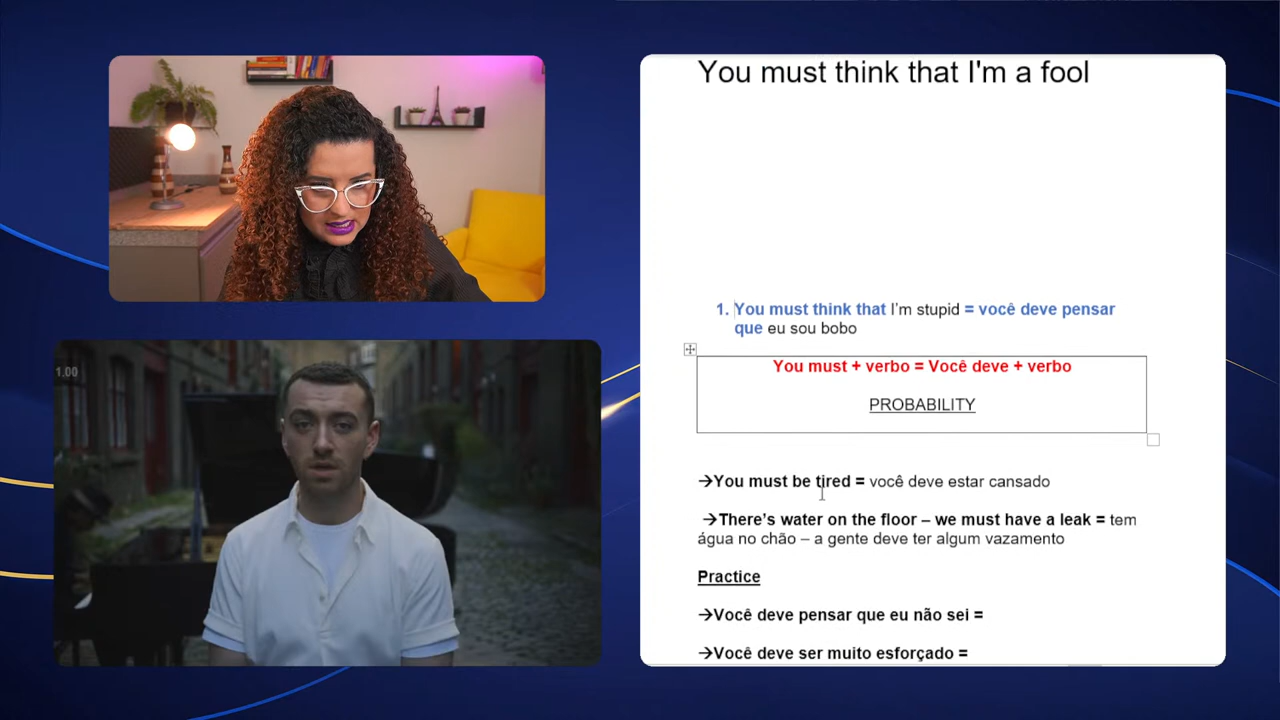 You must think that I'm a fool
1.00
1. You must think that I'm stupid = você deve pensar
que eu sou bobo
You must + verbo = Você deve + verbo
PROBABILITY
→You must be tired = você deve estar cansado
→There's water on the floor – we must have a leak = tem
água no chão – a gente deve ter algum vazamento
Practice
→Você deve pensar que eu não sei =
→Você deve ser muito esforçado =